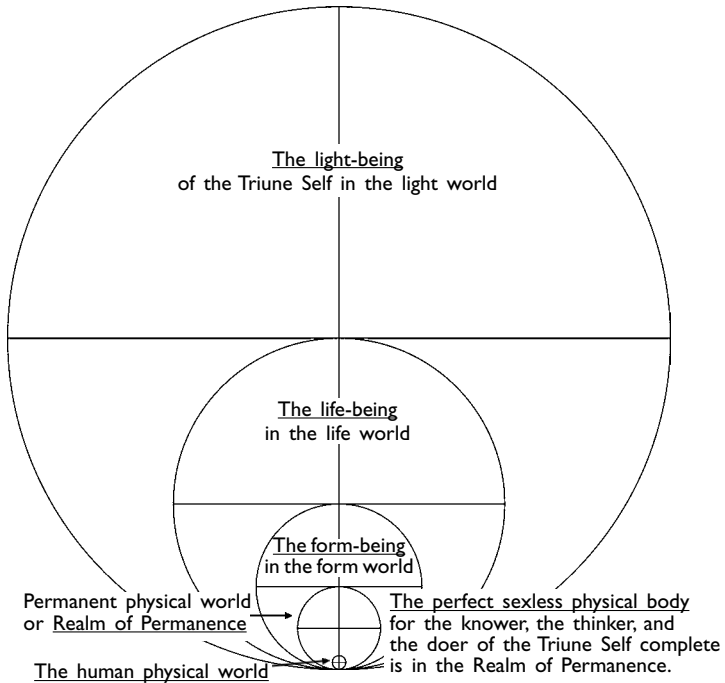 The light-being
of the Triune Self in the light world
The life-being
in the life world
The form-being
in the form world
Permanent physical world
or Realm of Permanence
The perfect sexless physical body
for the knower, the thinker, and
the doer of the Triune Self complete
is in the Realm of Permanence.
The human physical world